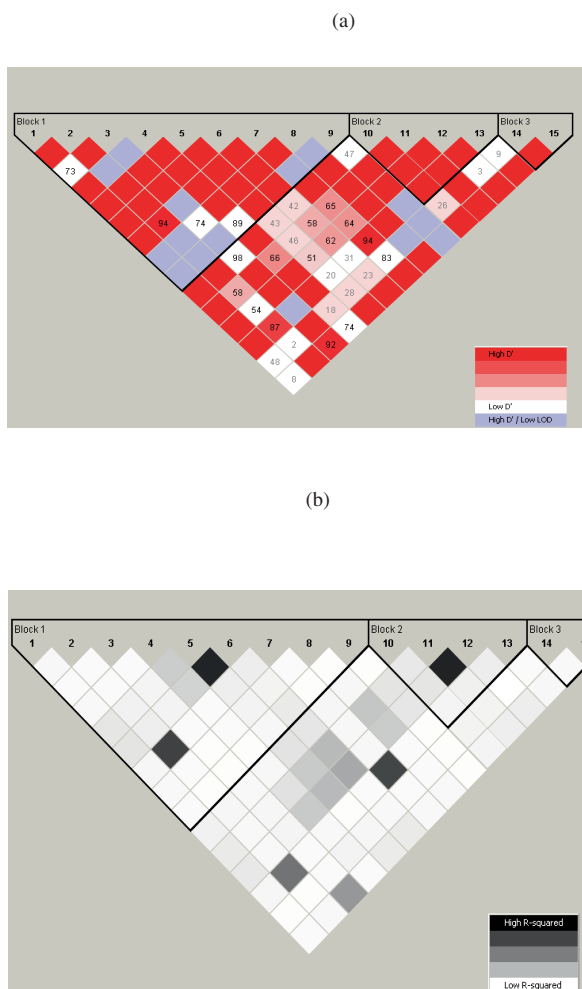 (a)
Block 1 Block 2 Block 3
1 2 3 4 5 6 7 8 9 10 11 12 13 14 15
47 9
73 3
42 65 26
94 74 89 43 58 64
46 62 94
98 66 51 31 83
20 23
58 28
54 18
87 74
2 92
48
8
High D'
Low D'
High D' / Low LOD
(b)
Block 1 Block 2 Block 3
1 2 3 4 5 6 7 8 9 10 11 12 13 14
High R-squared
Low R-squared